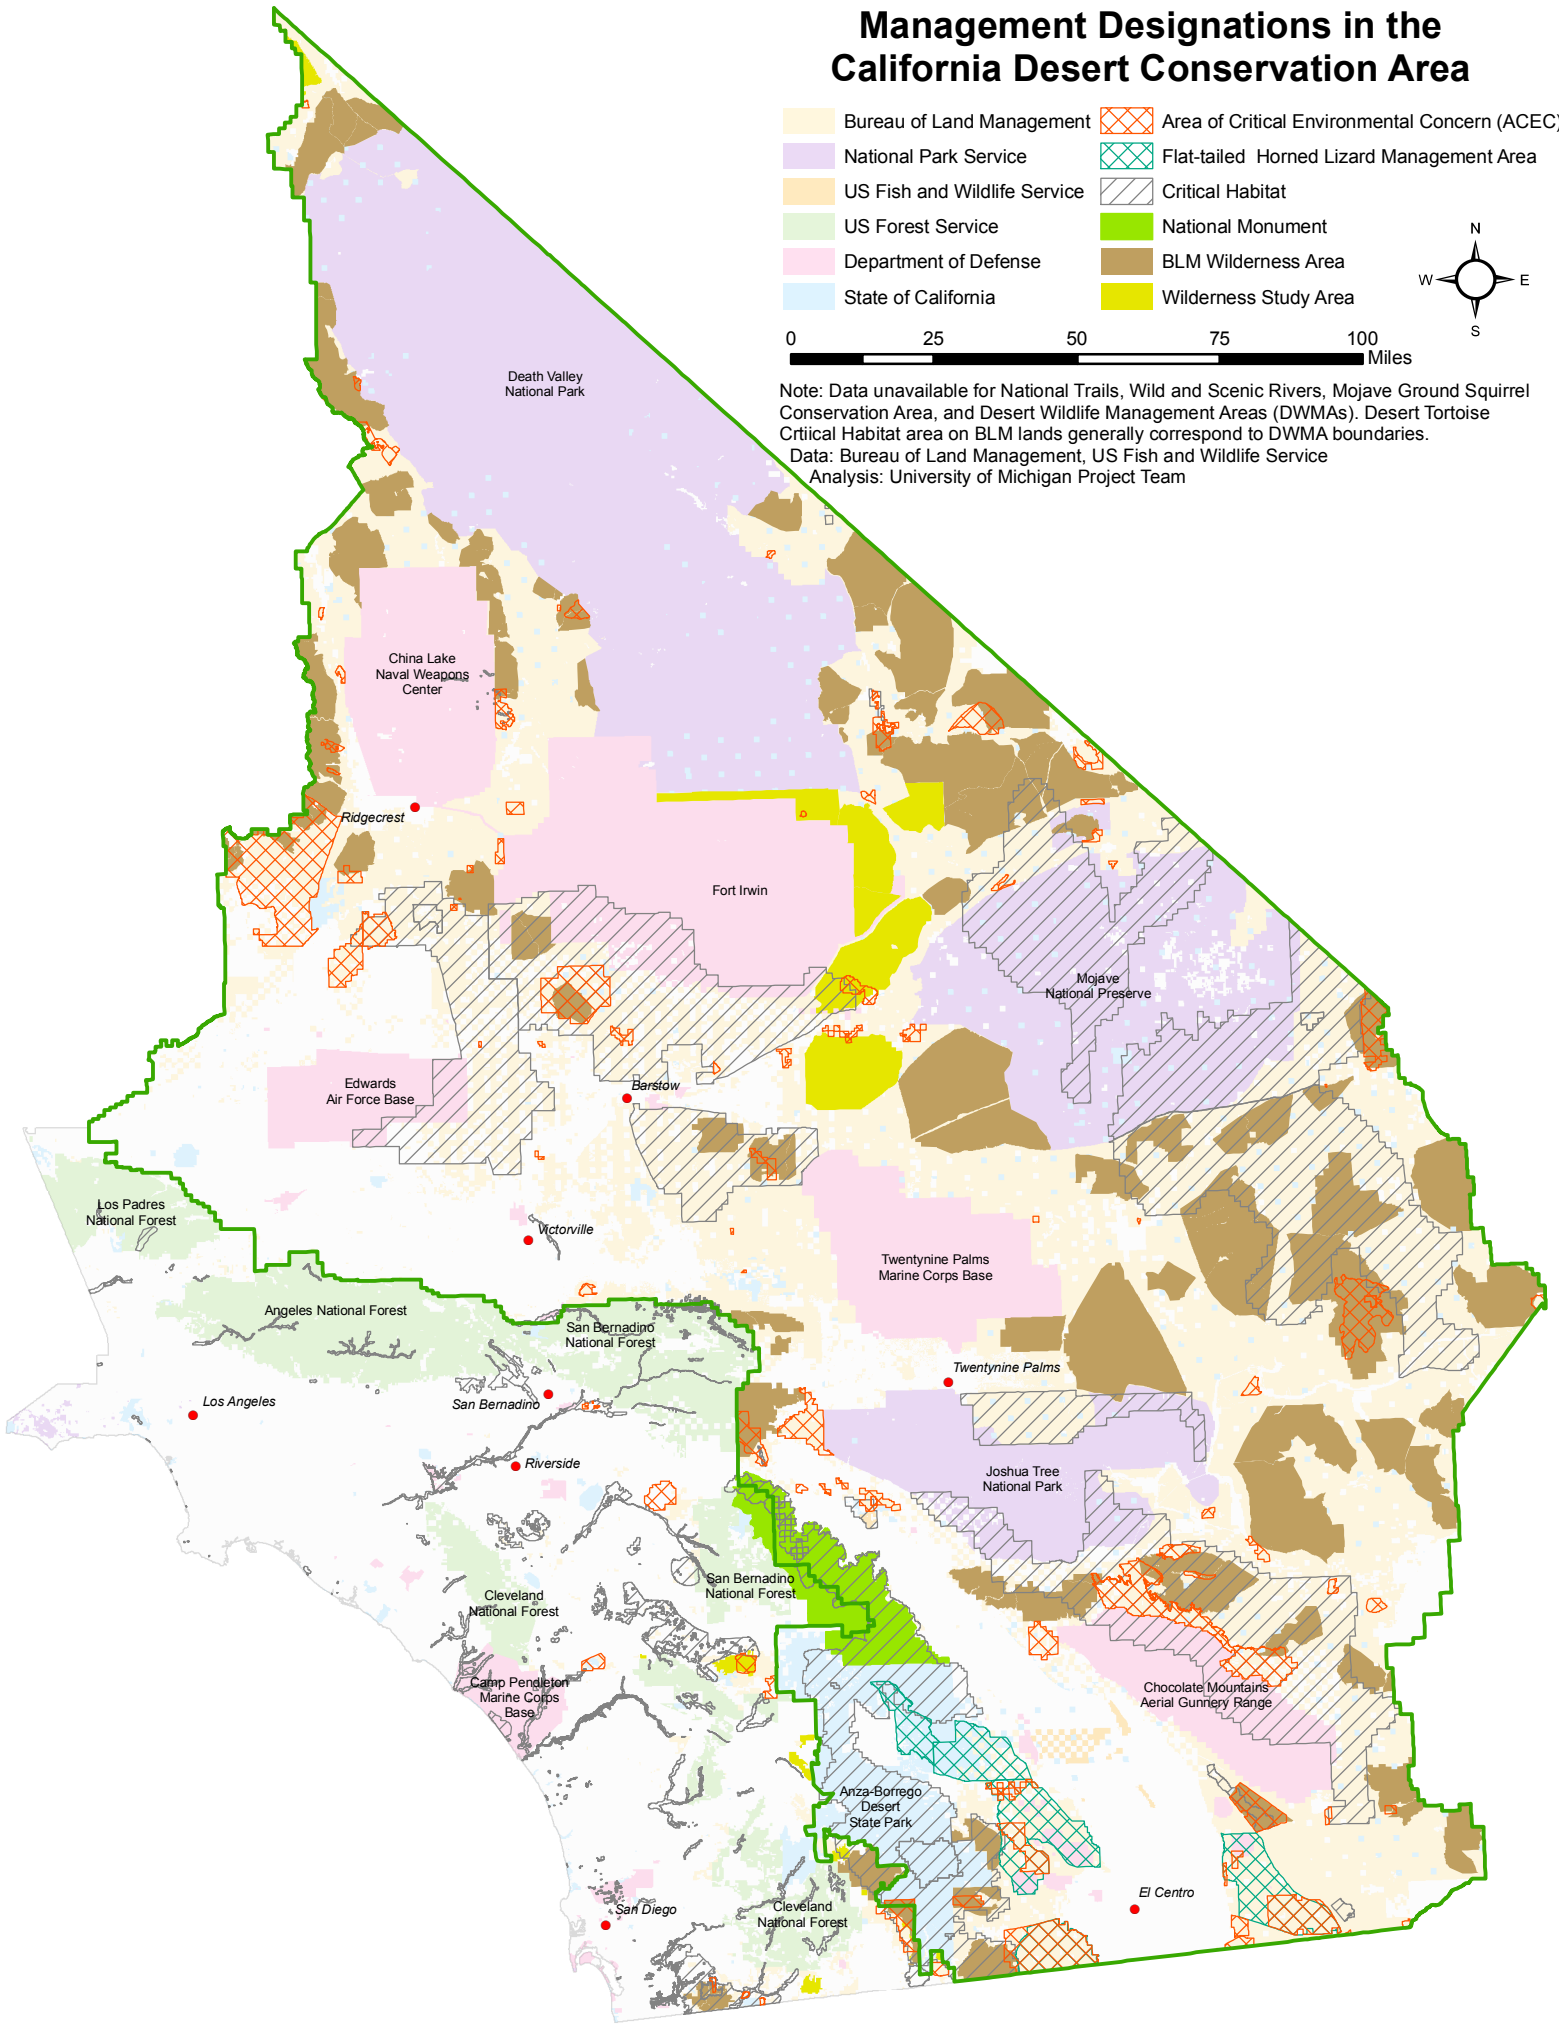 Management Designations in the
California Desert Conservation Area
Bureau of Land Management
National Park Service
US Fish and Wildlife Service
US Forest Service
Department of Defense
State of California
Area of Critical Environmental Concern (ACEC)
Flat-tailed Horned Lizard Management Area
Critical Habitat
National Monument
BLM Wilderness Area
Wilderness Study Area
N
W
E
S
0 25 50 75 100
Miles
Note: Data unavailable for National Trails, Wild and Scenic Rivers, Mojave Ground Squirrel
Conservation Area, and Desert Wildlife Management Areas (DWMAs). Desert Tortoise
Crtiical Habitat area on BLM lands generally correspond to DWMA boundaries.
Data: Bureau of Land Management, US Fish and Wildlife Service
Analysis: University of Michigan Project Team
Death Valley
National Park
China Lake
Naval Weapons
Center
Ridgecrest
Fort Irwin
Mojave
National Preserve
Edwards
Air Force Base
Barstow
Los Padres
National Forest
Victorville
Twentynine Palms
Marine Corps Base
Angeles National Forest
San Bernadino
National Forest
Twentynine Palms
Los Angeles
San Bernadino
Riverside
Joshua Tree
National Park
San Bernadino
National Forest
Cleveland
National Forest
Camp Pendleton
Marine Corps
Base
Chocolate Mountains
Aerial Gunnery Range
Anza-Borrego
Desert
State Park
El Centro
San Diego
Cleveland
National Forest